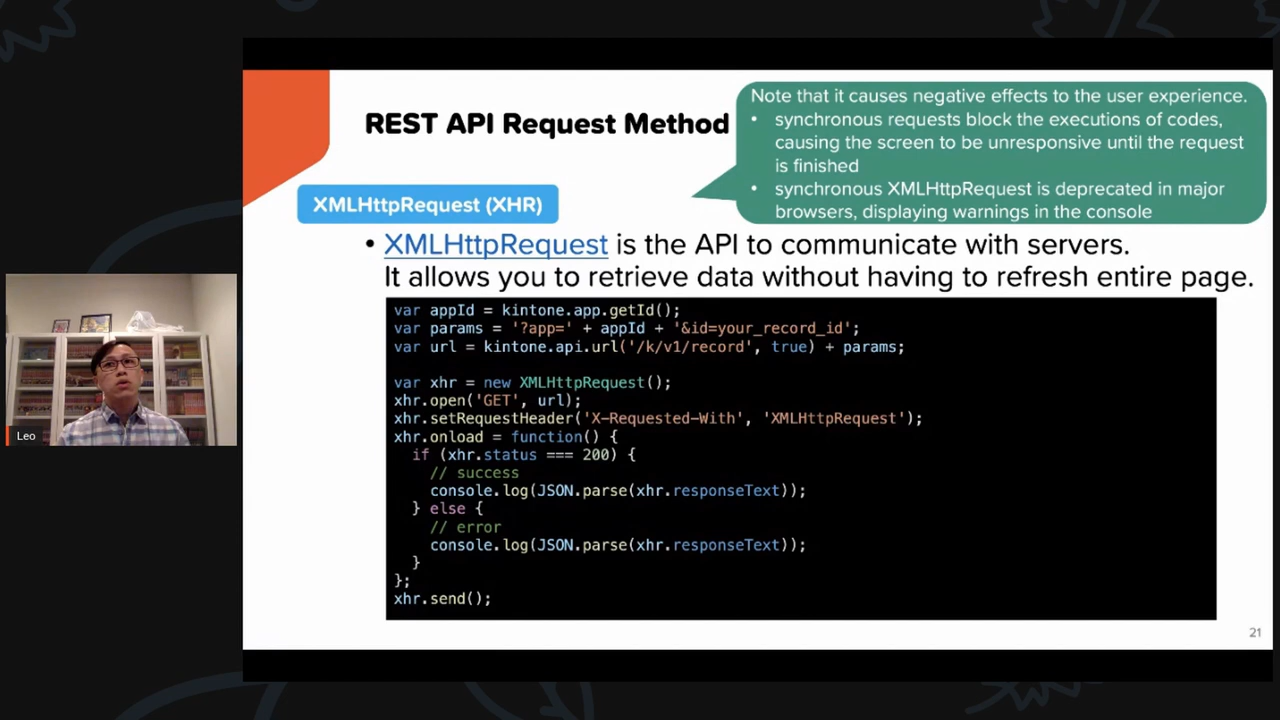 REST API Request Method
Note that it causes negative effects to the user experience.
• synchronous requests block the executions of codes,
causing the screen to be unresponsive until the request
is finished
• synchronous XMLHttpRequest is deprecated in major
browsers, displaying warnings in the console
XMLHttpRequest (XHR)
• XMLHttpRequest is the API to communicate with servers.
It allows you to retrieve data without having to refresh entire page.
var appId = kintone.app.getId();
var params = '?app=' + appId + '&id=your_record_id';
var url = kintone.api.url('/k/v1/record', true) + params;
var xhr = new XMLHttpRequest();
xhr.open('GET', url);
xhr.setRequestHeader('X-Requested-With', 'XMLHttpRequest');
xhr.onload = function() {
if (xhr.status === 200) {
// success
console.log(JSON.parse(xhr.responseText));
} else {
// error
console.log(JSON.parse(xhr.responseText));
}
};
xhr.send();
21
Leo